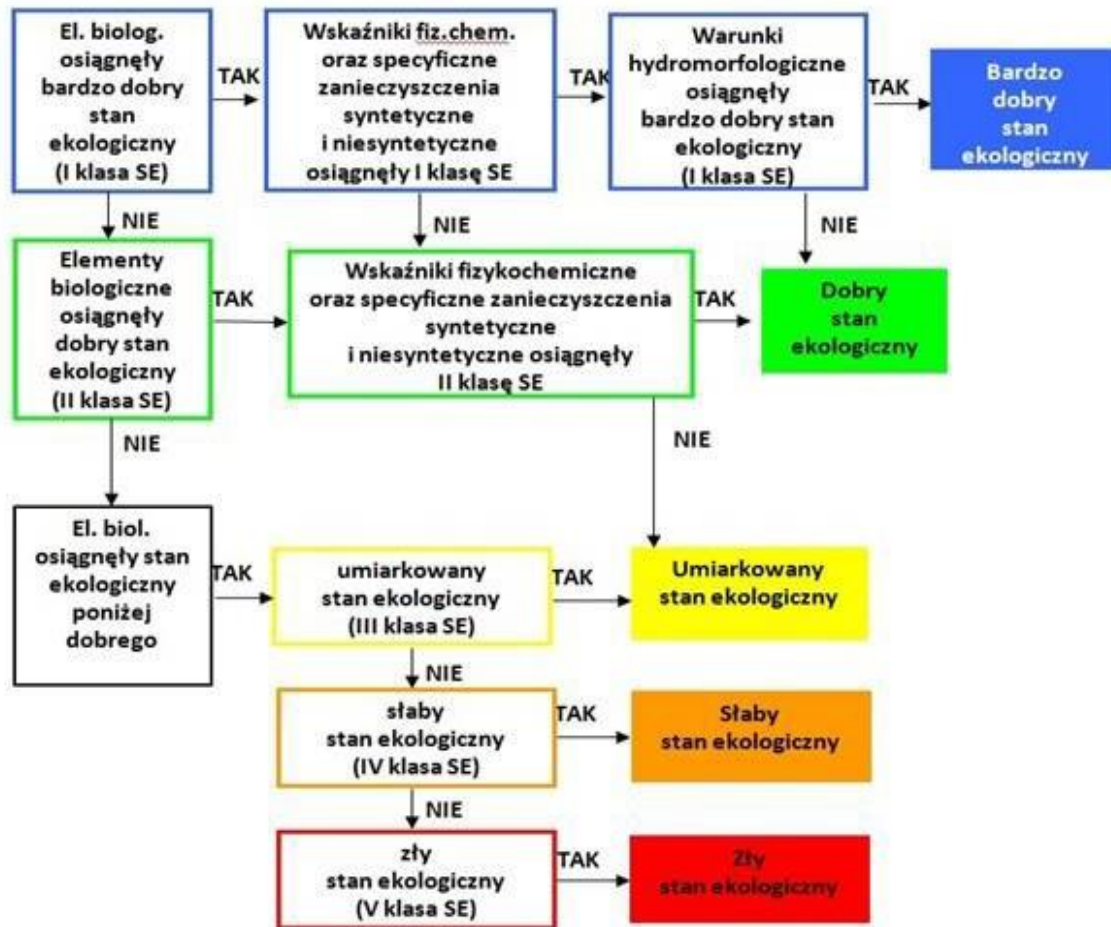 El. biolog.
osiągnęły
bardzo dobry
stan
ekologiczny
(I klasa SE)
TAK
Wskaźniki fiz.chem.
oraz specyficzne
zanieczyszczenia
syntetyczne
i niesyntetyczne
osiągnęły I klasę SE
TAK
Warunki
hydromorfologiczne
osiągnęły
bardzo dobry stan
ekologiczny
(I klasa SE)
TAK
Bardzo
dobry
stan
ekologiczny
NIE
NIE
NIE
Elementy
biologiczne
osiągnęły
dobry stan
ekologiczny
(II klasa SE)
TAK
Wskaźniki fizykochemiczne
oraz specyficzne zanieczyszczenia
syntetyczne
i niesyntetyczne osiągnęły
II klasę SE
TAK
Dobry
stan
ekologiczny
NIE
NIE
El. biol.
osiągnęły stan
ekologiczny
poniżej
dobrego
TAK
umiarkowany
stan ekologiczny
(III klasa SE)
TAK
Umiarkowany
stan ekologiczny
NIE
słaby
stan ekologiczny
(IV klasa SE)
TAK
Słaby
stan ekologiczny
NIE
zły
stan ekologiczny
(V klasa SE)
TAK
Zły
stan ekologiczny